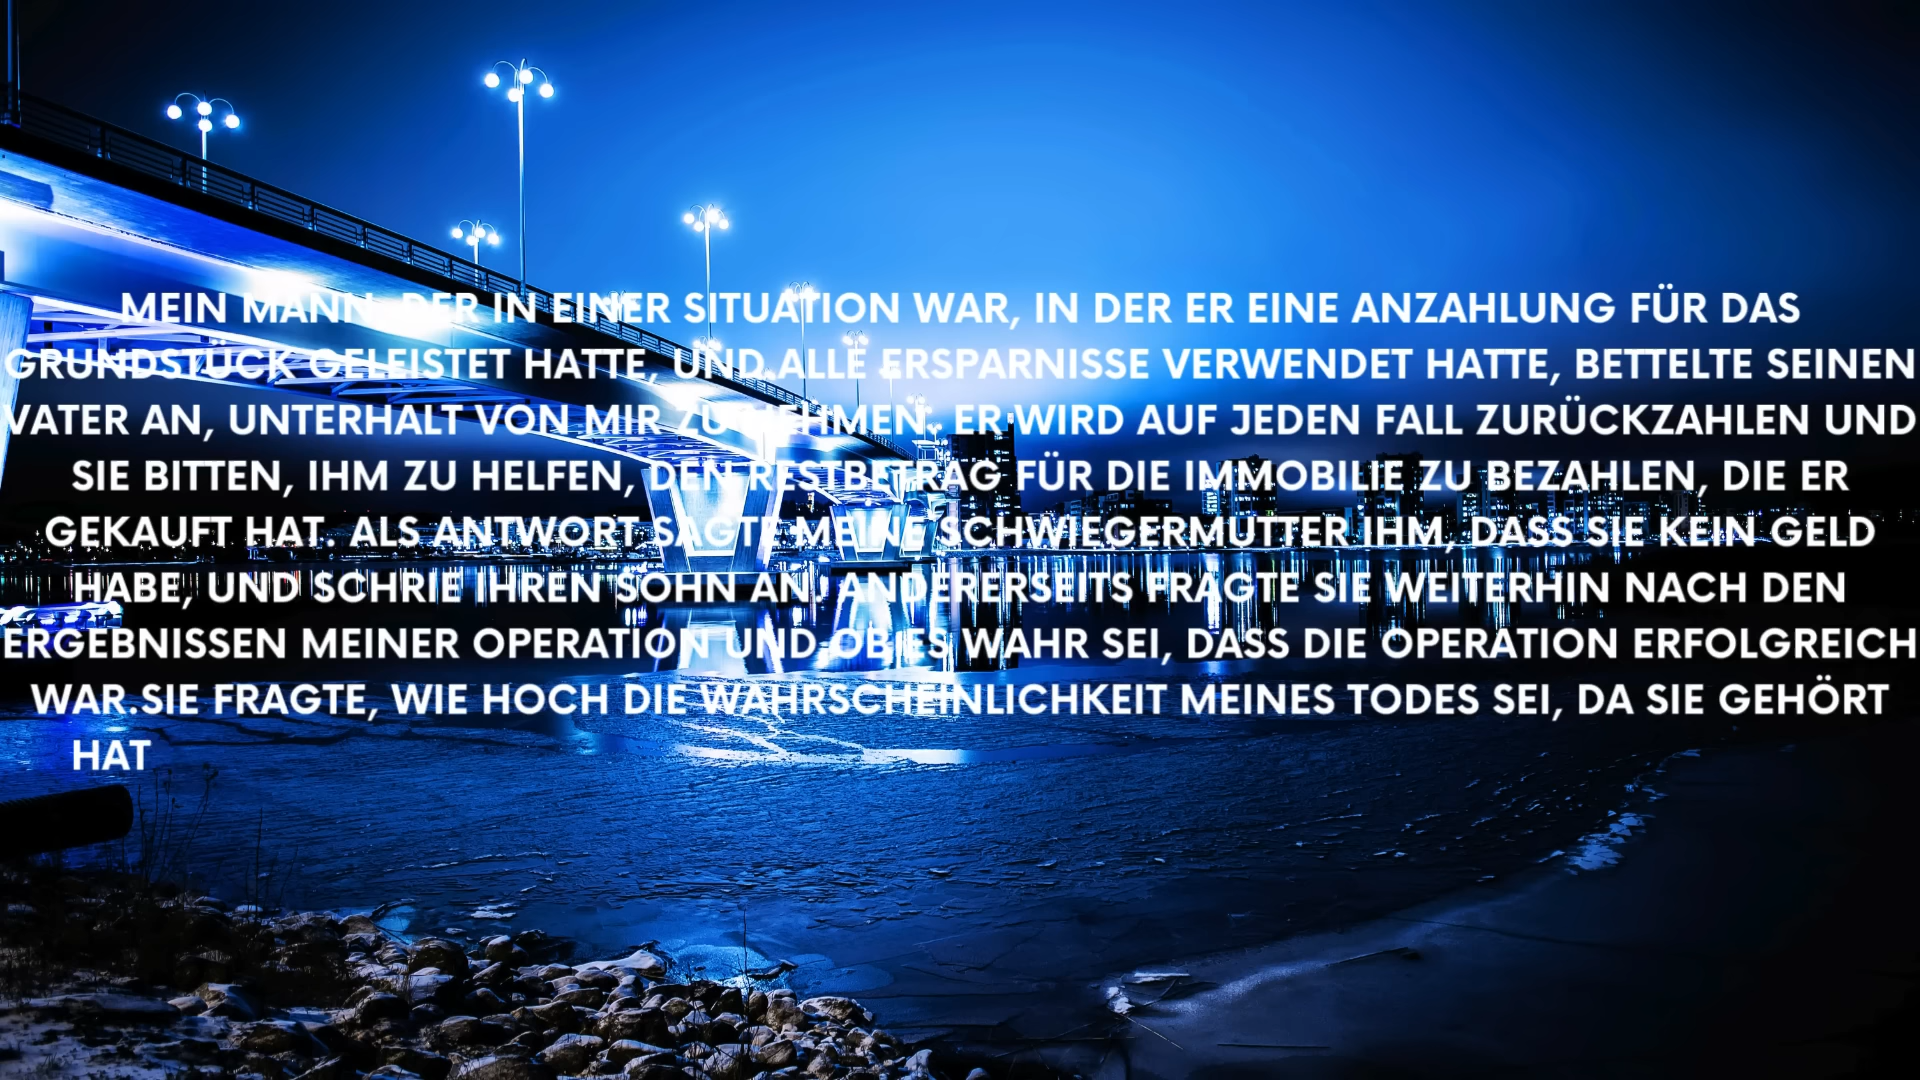 MEIN MANN, DER IN EINER SITUATION WAR, IN DER ER EINE ANZAHLUNG FÜR DAS
GRUNDSTÜCK GELEISTET HATTE, UND ALLE ERSPARNISSE VERWENDET HATTE, BETTELTE SEINEN
VATER AN, UNTERHALT VON MIR ZU NEHMEN. ER WIRD AUF JEDEN FALL ZURÜCKZAHLEN UND
SIE BITTEN, IHM ZU HELFEN, DEN RESTBETRAG FÜR DIE IMMOBILIE ZU BEZAHLEN, DIE ER
GEKAUFT HAT. ALS ANTWORT SAGTE MEINE SCHWIEGERMUTTER IHM, DASS SIE KEIN GELD
HABE, UND SCHRIE IHREN SOHN AN. ANDERERSEITS FRAGTE SIE WEITERHIN NACH DEN
ERGEBNISSEN MEINER OPERATION UND OB ES WAHR SEI, DASS DIE OPERATION ERFOLGREICH
WAR.SIE FRAGTE, WIE HOCH DIE WAHRSCHEINLICHKEIT MEINES TODES SEI, DA SIE GEHÖRT
HAT